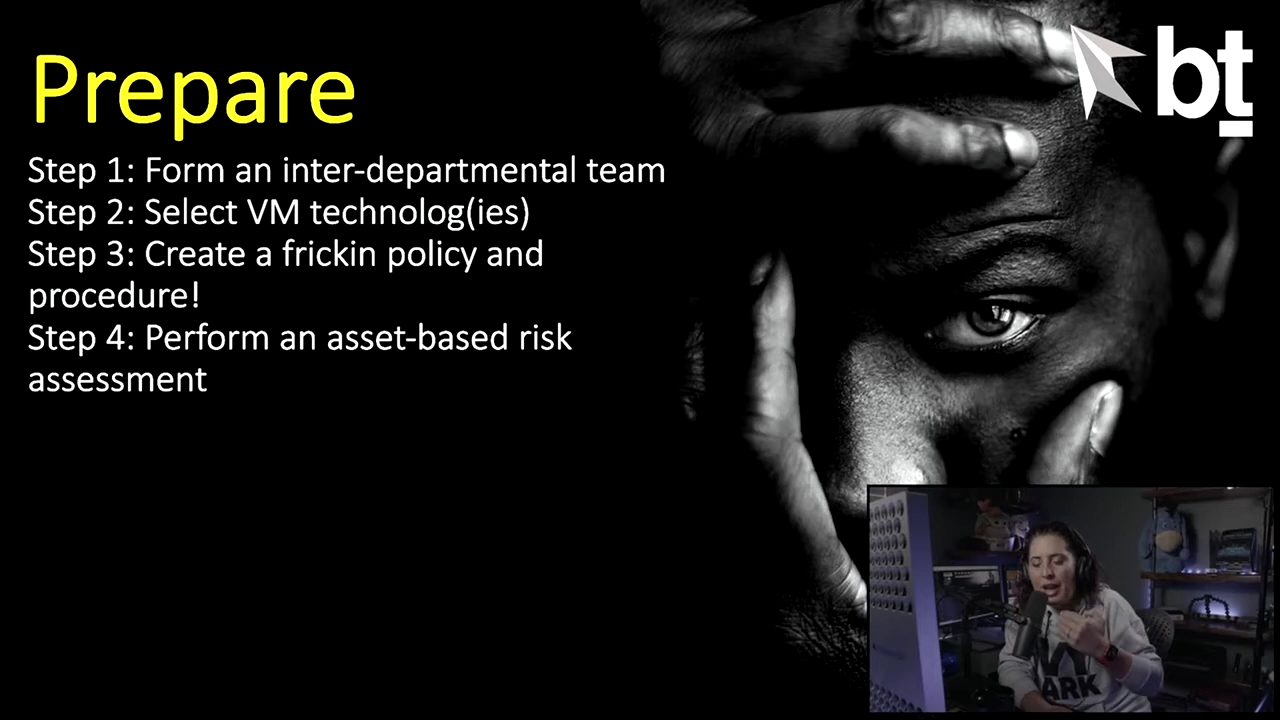 Prepare
bt
Step 1: Form an inter-departmental team
Step 2: Select VM technolog(ies)
Step 3: Create a frickin policy and
procedure!
Step 4: Perform an asset-based risk
assessment
ARK